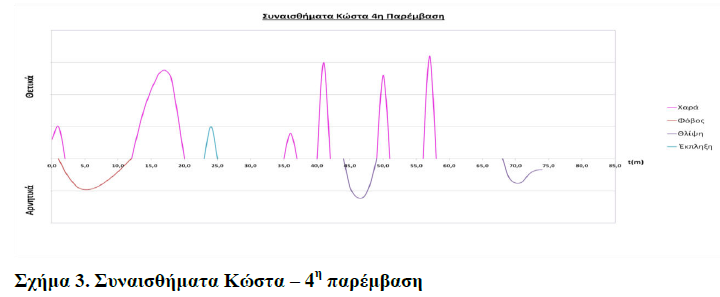 Συναισθήματα Κώστα 4η Παρέμβαση
Θετικά
Αρνητικά
0,0 5,0 10,0 15,0 20,0 25,0 30,0 35,0 40,0 45,0 50,0 55,0 60,0 65,0 70,0 75,0 80,0 85,0
t(m)
Χαρά
Φόβος
Θλίψη
Έκπληξη
Σχήμα 3. Συναισθήματα Κώστα – 4η παρέμβαση